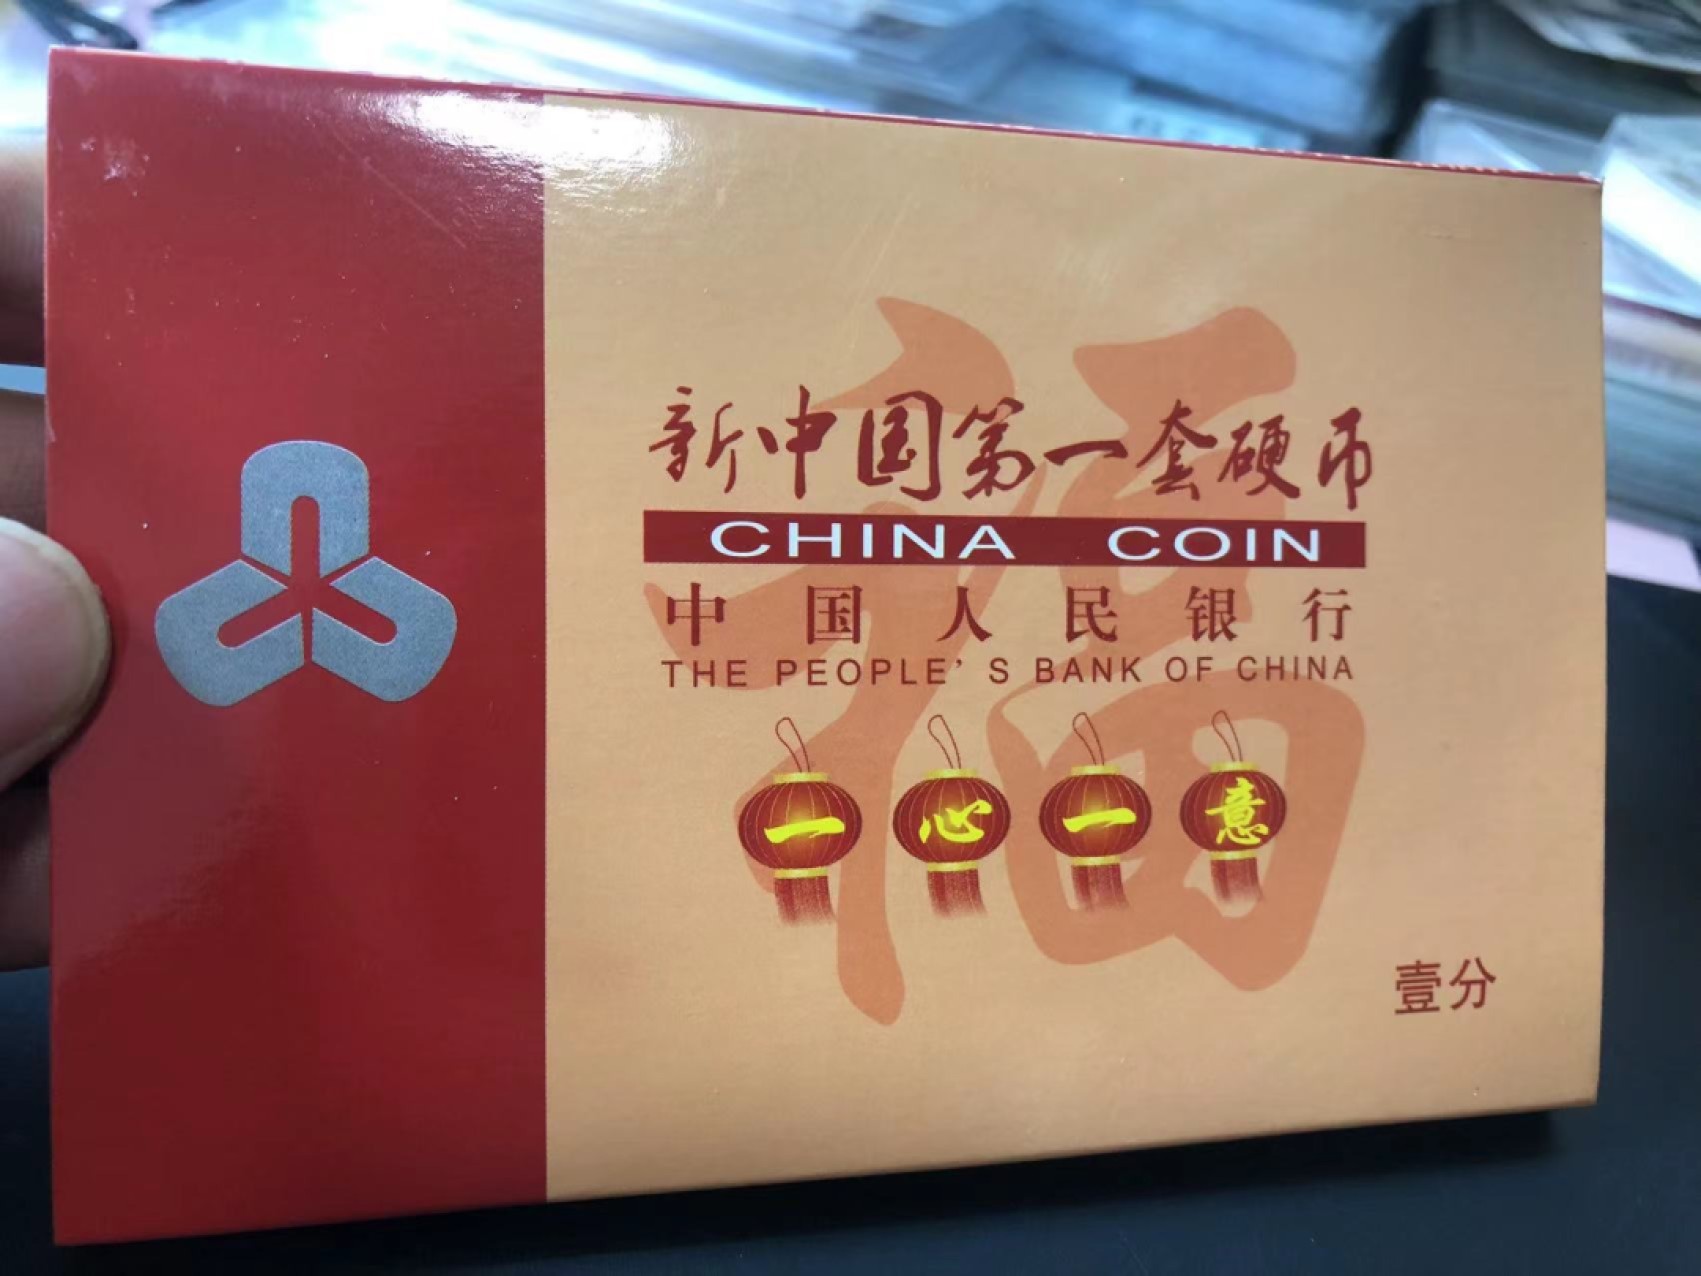 福
新中国第一套硬币
CHINA COIN
中国人民银行
THE PEOPLE'S BANK OF CHINA
一心一意
壹分